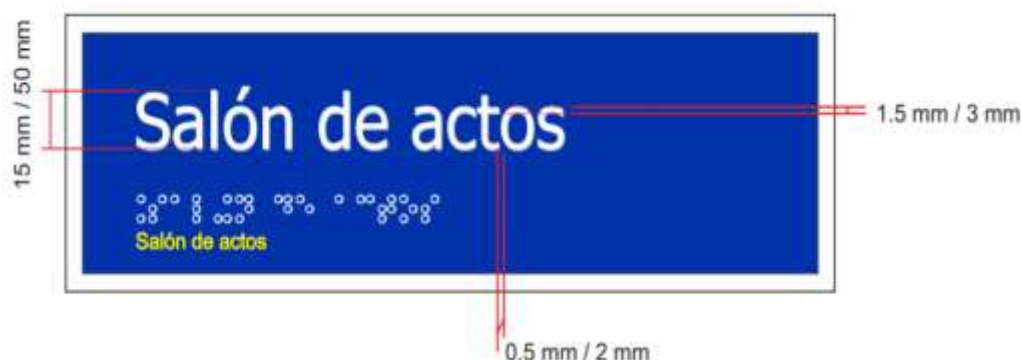 15 mm / 50 mm
Salón de actos
1.5 mm / 3 mm
Salón de actos
0.5 mm / 2 mm